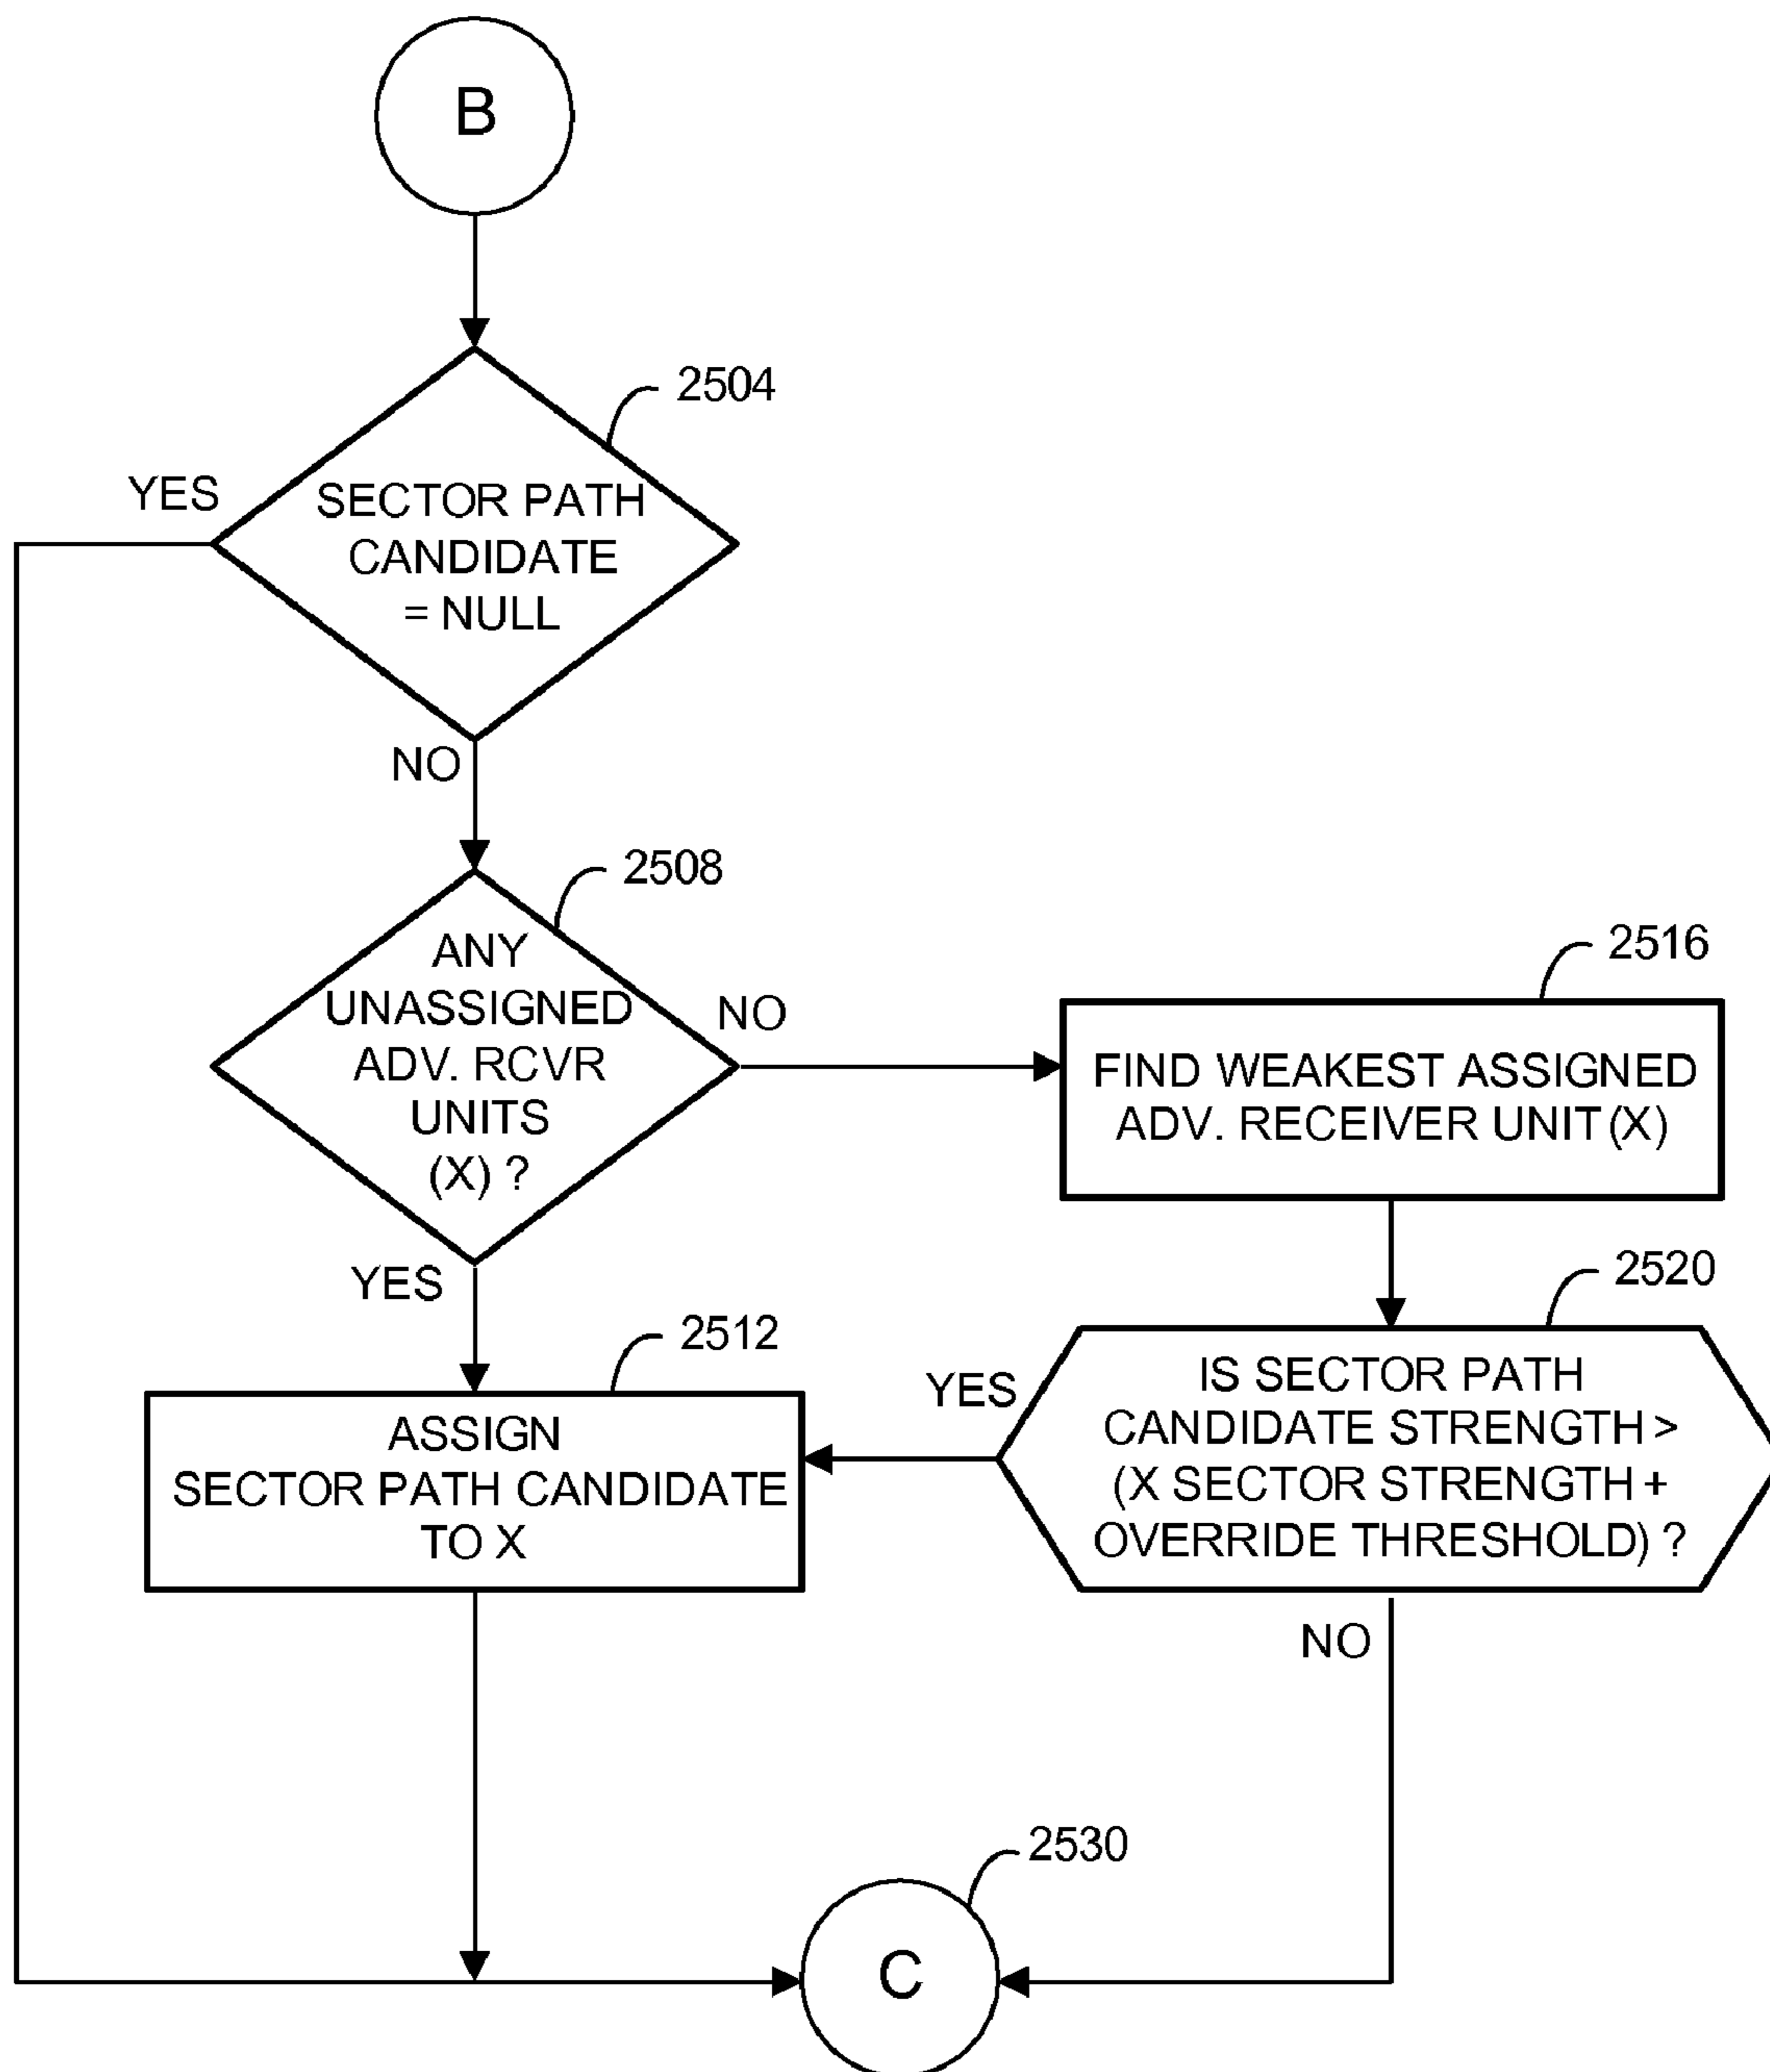 B
2504
YES
SECTOR PATH
CANDIDATE
= NULL
NO
2508
ANY
UNASSIGNED
ADV. RCVR
UNITS
(X) ?
NO
2516
FIND WEAKEST ASSIGNED
ADV. RECEIVER UNIT (X)
YES
2512
ASSIGN
SECTOR PATH CANDIDATE
TO X
2520
YES
IS SECTOR PATH
CANDIDATE STRENGTH >
(X SECTOR STRENGTH +
OVERRIDE THRESHOLD) ?
NO
2530
C